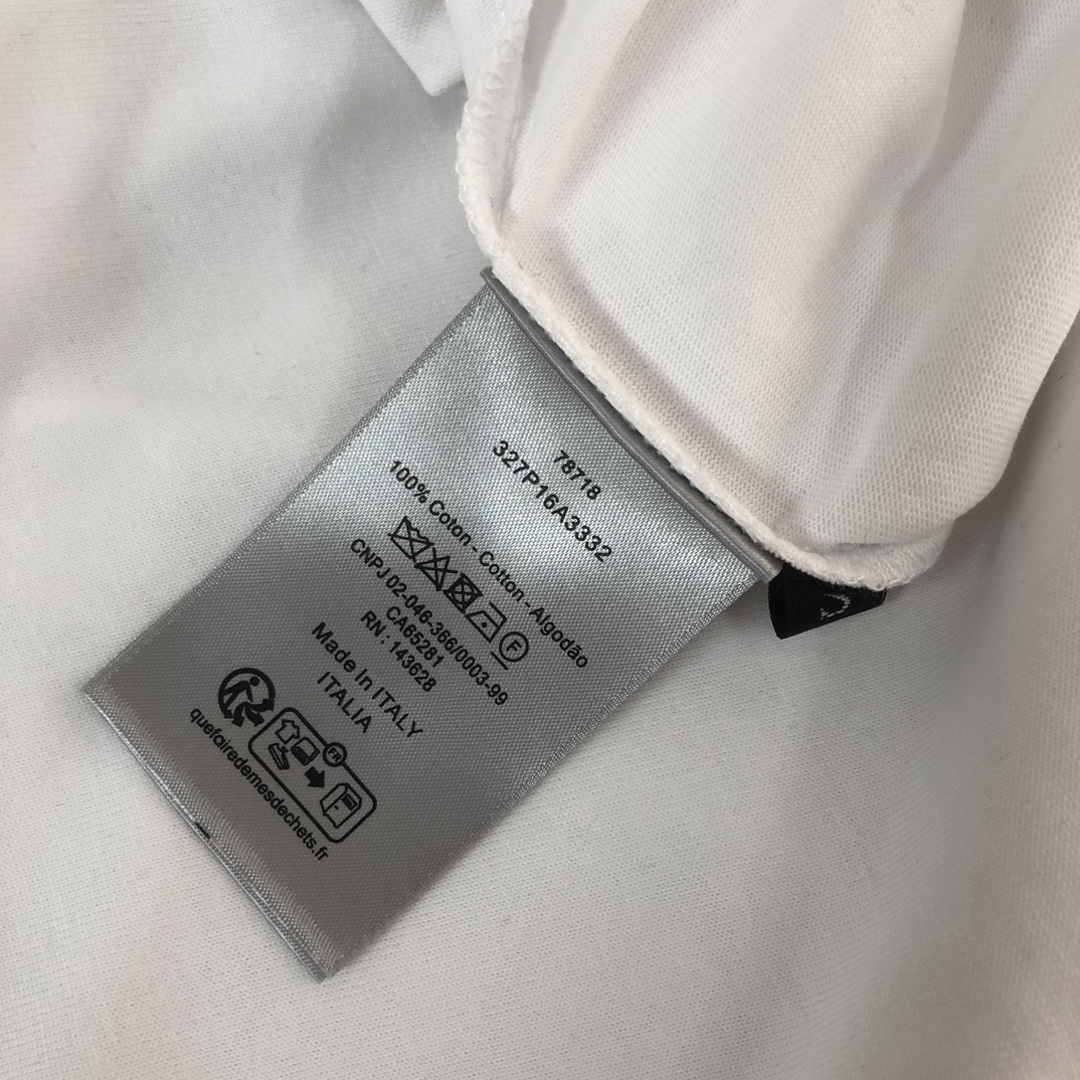 78718
327P16A3332
100% Coton - Cotton - Algodão
F
CNPJ 02-046-366/0003-99
CA65281
RN : 143628
Made In ITALY
ITALIA
FR
quefairedemesdechets.fr